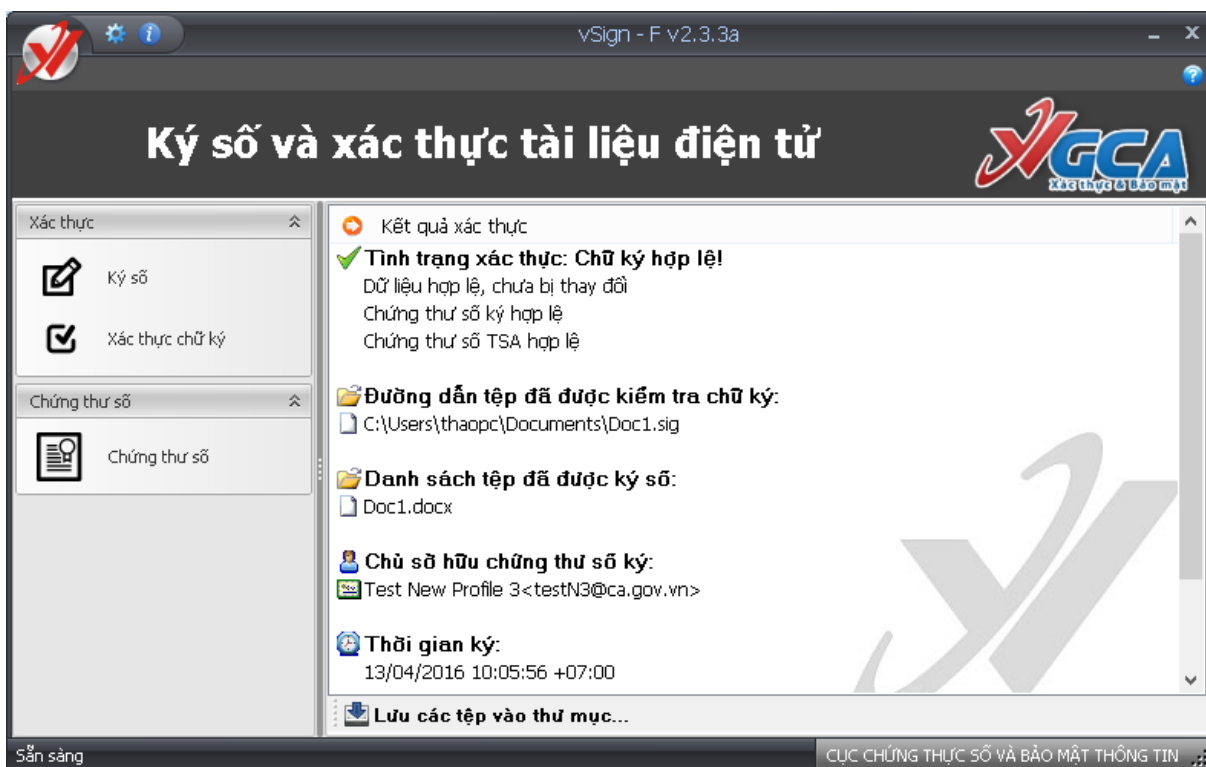 vSign - F v2.3.3a
Ký số và xác thực tài liệu điện tử
VGCA
Xác thực & Bảo mật
Xác thực
Ký số
Xác thực chữ ký
Chứng thư số
Chứng thư số
Kết quả xác thực
Tình trạng xác thực: Chữ ký hợp lệ!
Dữ liệu hợp lệ, chưa bị thay đổi
Chứng thư số ký hợp lệ
Chứng thư số TSA hợp lệ
Đường dẫn tệp đã được kiểm tra chữ ký:
C:\Users\thaopc\Documents\Doc1.sig
Danh sách tệp đã được ký số:
Doc1.docx
Chủ sở hữu chứng thư số ký:
Test New Profile 3<testN3@ca.gov.vn>
Thời gian ký:
13/04/2016 10:05:56 +07:00
Lưu các tệp vào thư mục...
Sẵn sàng
CỤC CHỨNG THỰC SỐ VÀ BẢO MẬT THÔNG TIN